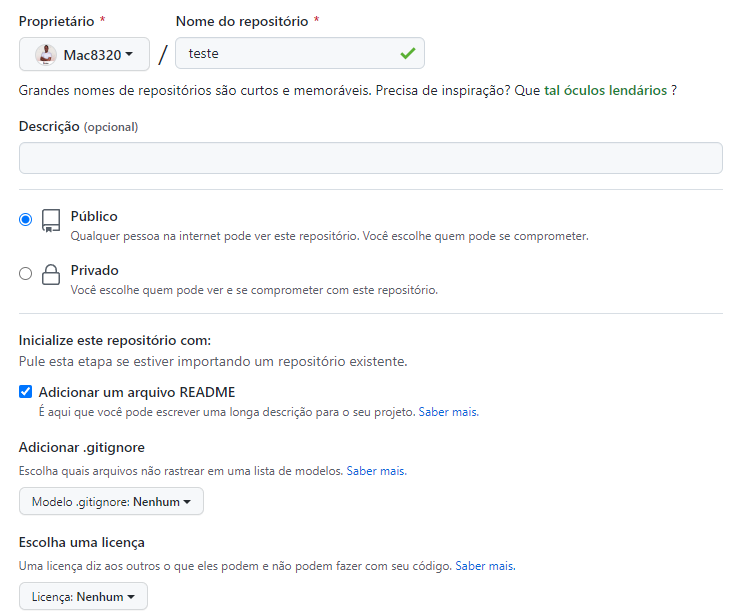 Proprietário * Nome do repositório *
Mac8320 / teste
Grandes nomes de repositórios são curtos e memoráveis. Precisa de inspiração? Que tal óculos lendários ?
Descrição (opcional)
Público
Qualquer pessoa na internet pode ver este repositório. Você escolhe quem pode se comprometer.
Privado
Você escolhe quem pode ver e se comprometer com este repositório.
Inicialize este repositório com:
Pule esta etapa se estiver importando um repositório existente.
Adicionar um arquivo README
É aqui que você pode escrever uma longa descrição para o seu projeto. Saber mais.
Adicionar .gitignore
Escolha quais arquivos não rastrear em uma lista de modelos. Saber mais.
Modelo .gitignore: Nenhum
Escolha uma licença
Uma licença diz aos outros o que eles podem e não podem fazer com seu código. Saber mais.
Licença: Nenhum